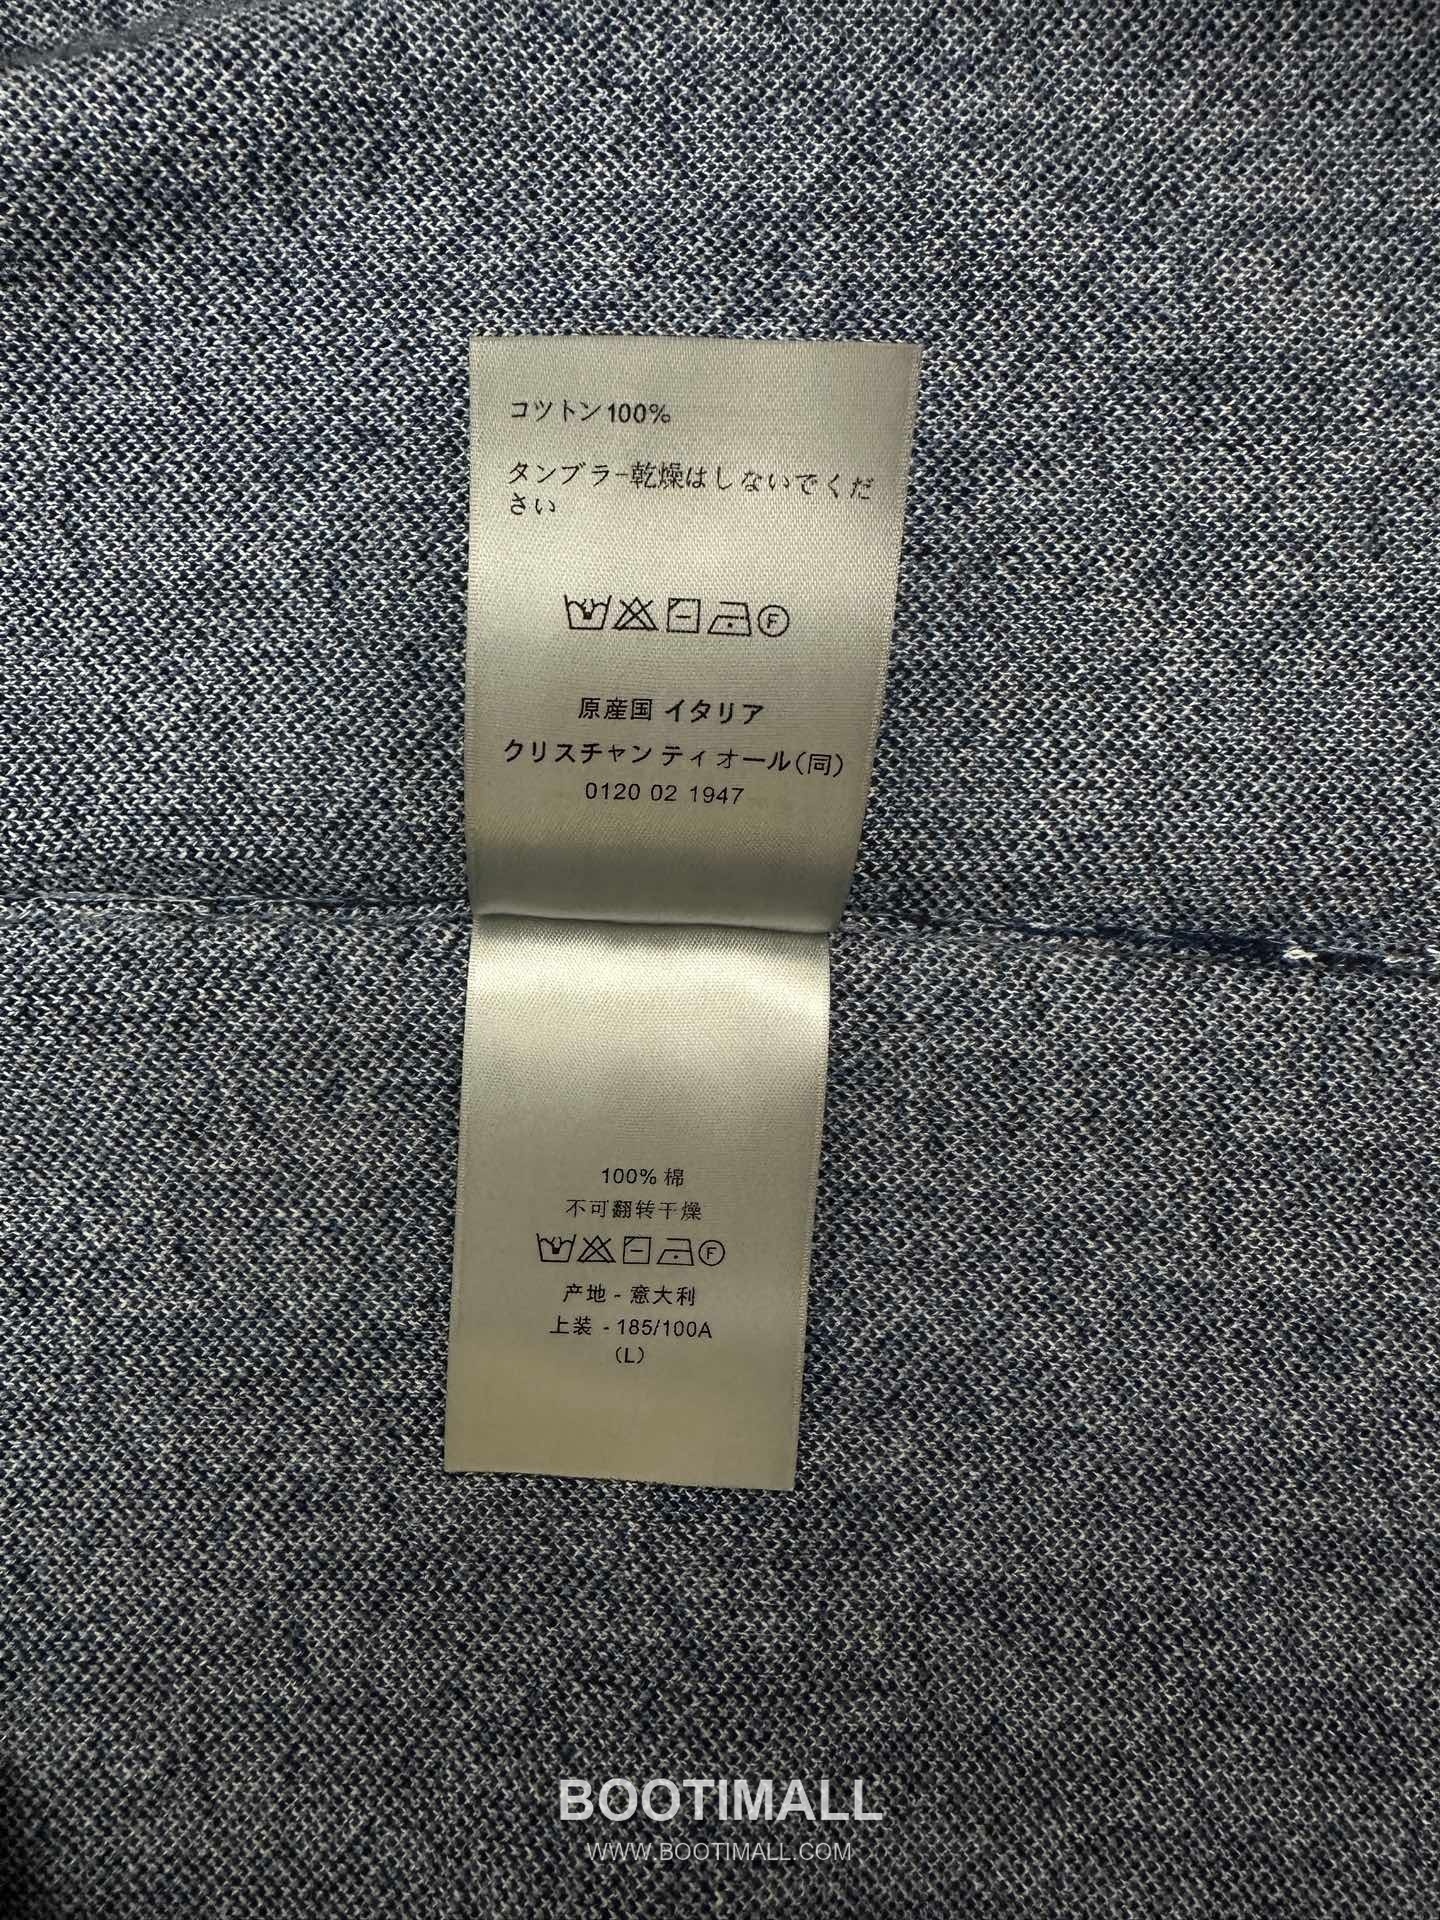 コツトン100%
タンブラー乾燥はしないでくだ
さい
F
原産国 イタリア
クリスチャン ティオール(同)
0120 02 1947
100% 棉
不可翻转干燥
F
产地 - 意大利
上装 - 185/100A
(L)
BOOTIMALL
WWW.BOOTIMALL.COM